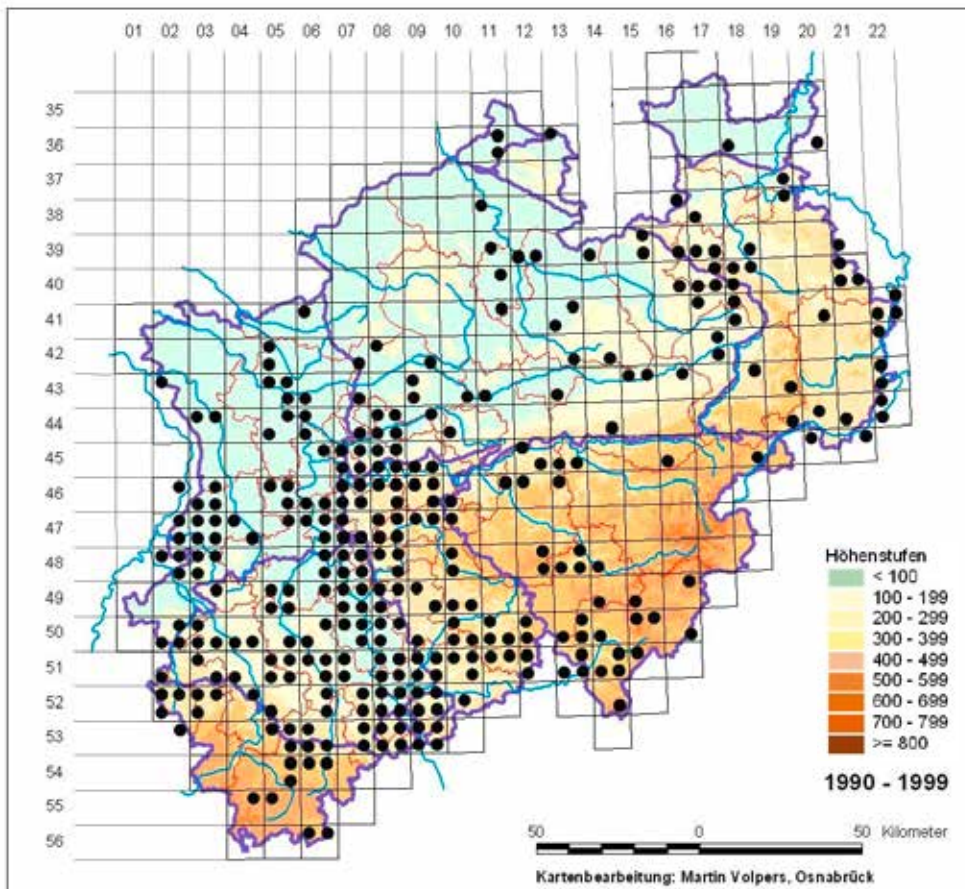 01 02 03 04 05 06 07 08 09 10 11 12 13 14 15 16 17 18 19 20 21 22
35
36
37
38
39
40
41
42
43
44
45
46
47
48
49
50
51
52
53
54
55
56
Höhenstufen
< 100
100 - 199
200 - 299
300 - 399
400 - 499
500 - 599
600 - 699
700 - 799
>= 800
1990 - 1999
50 0 50 Kilometer
Kartenbearbeitung: Martin Volpers, Osnabrück